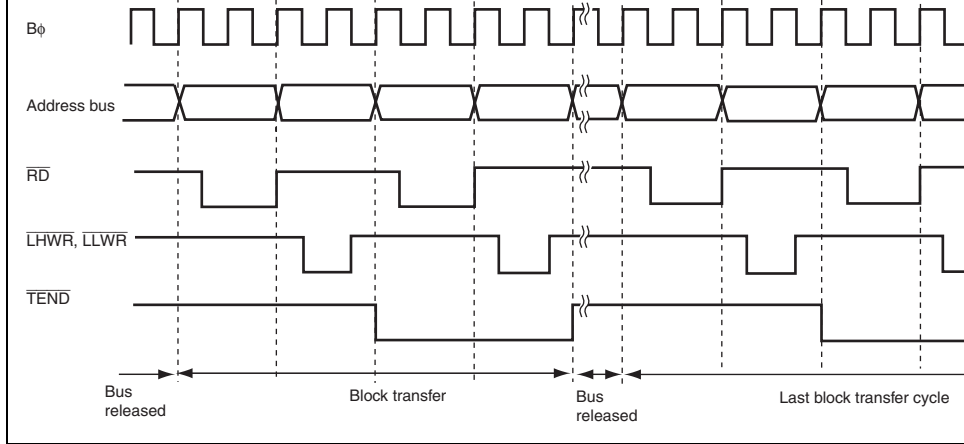 Bϕ
Address bus
RD
LHWR, LLWR
TEND
Bus
released
Block transfer
Bus
released
Last block transfer cycle